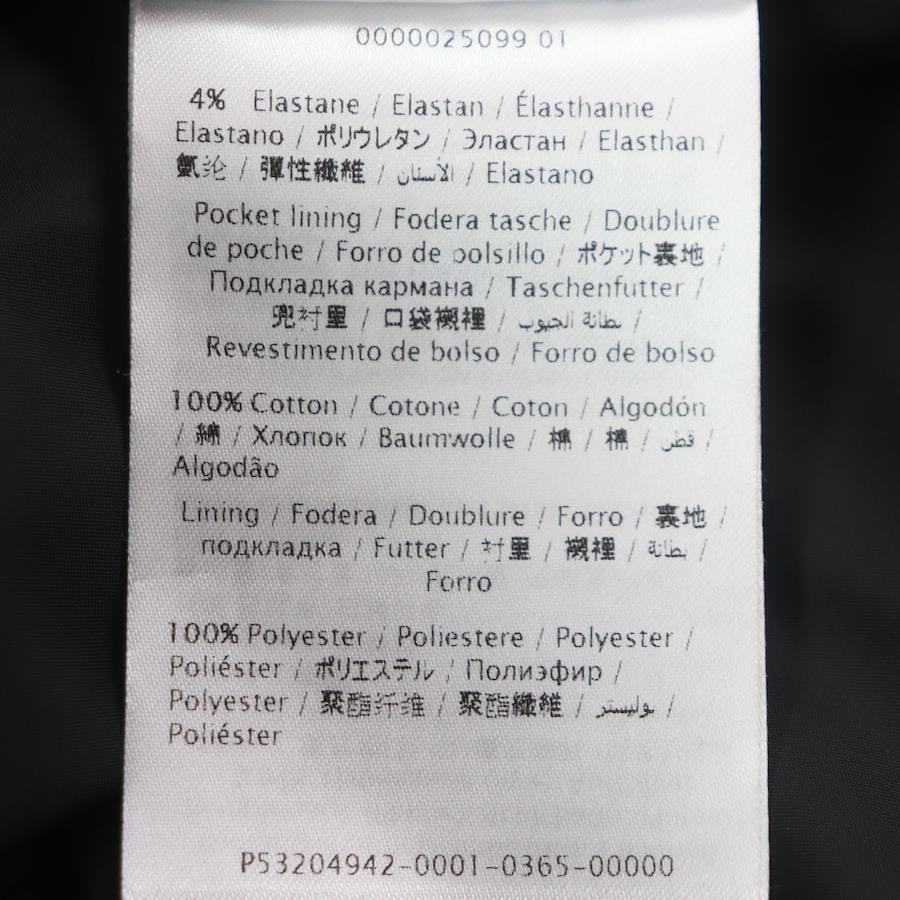 0000025099 01
4% Elastane / Elastan / Élasthanne /
Elastano / ポリウレタン / Эластан / Elasthan /
氨纶 / 彈性纖維 / الأستان / Elastano
Pocket lining / Fodera tasche / Doublure
de poche / Forro de bolsillo / ポケット裏地 /
Подкладка кармана / Taschenfutter /
兜衬里 / 口袋襯裡 / بطانة الجيوب /
Revestimento de bolso / Forro de bolso
100% Cotton / Cotone / Coton / Algodón
/ 綿 / Хлопок / Baumwolle / 棉 / 棉 / قطن /
Algodão
Lining / Fodera / Doublure / Forro / 裏地 /
подкладка / Futter / 衬里 / 襯裡 / بطانة /
Forro
100% Polyester / Poliestere / Polyester /
Poliéster / ポリエステル / Полиэфир /
Polyester / 聚酯纤维 / 聚酯纖維 / بوليستر /
Poliéster
P53204942-0001-0365-00000